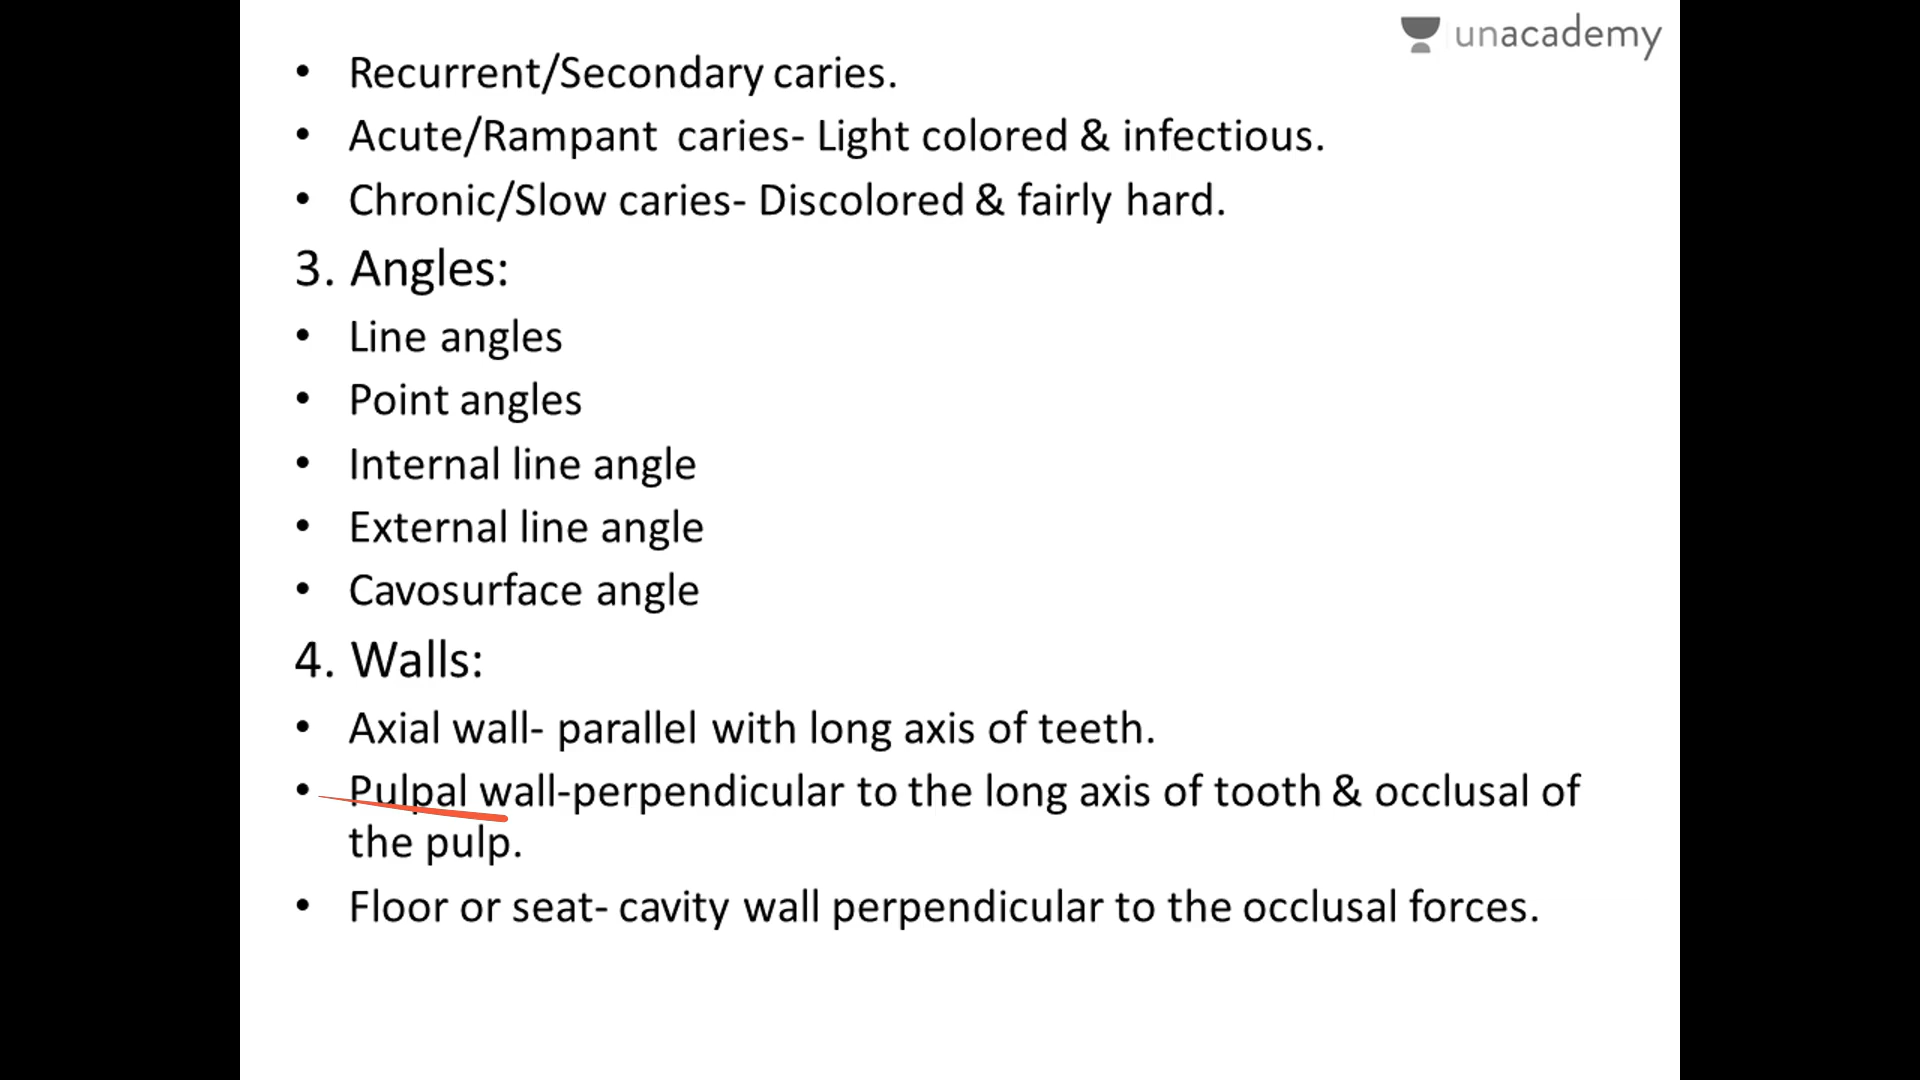 unacademy
• Recurrent/Secondary caries.
• Acute/Rampant caries- Light colored & infectious.
• Chronic/Slow caries- Discolored & fairly hard.
3. Angles:
• Line angles
• Point angles
• Internal line angle
• External line angle
• Cavosurface angle
4. Walls:
• Axial wall- parallel with long axis of teeth.
• Pulpal wall-perpendicular to the long axis of tooth & occlusal of
the pulp.
• Floor or seat- cavity wall perpendicular to the occlusal forces.